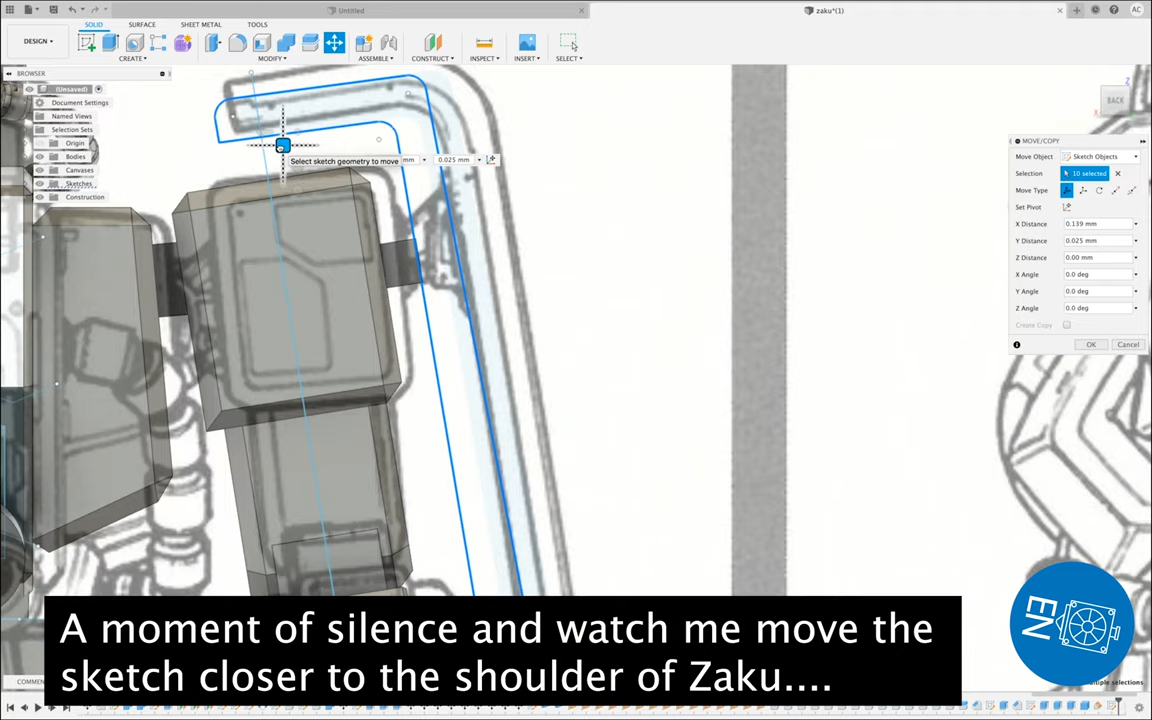 Untitled
zaku*(1)
AC
SOLID
SURFACE
SHEET METAL
TOOLS
DESIGN
CREATE
MODIFY
ASSEMBLE
CONSTRUCT
INSPECT
INSERT
SELECT
BROWSER
(Unsaved)
Document Settings
Named Views
Selection Sets
Origin
Bodies
Canvases
Sketches
Construction
Select sketch geometry to move
mm
0.025 mm
Z
BACK
X
MOVE/COPY
Move Object
Sketch Objects
Selection
10 selected
Move Type
Set Pivot
X Distance
0.139 mm
Y Distance
0.025 mm
Z Distance
0.00 mm
X Angle
0.0 deg
Y Angle
0.0 deg
Z Angle
0.0 deg
Create Copy
OK
Cancel
EN
A moment of silence and watch me move the
sketch closer to the shoulder of Zaku....